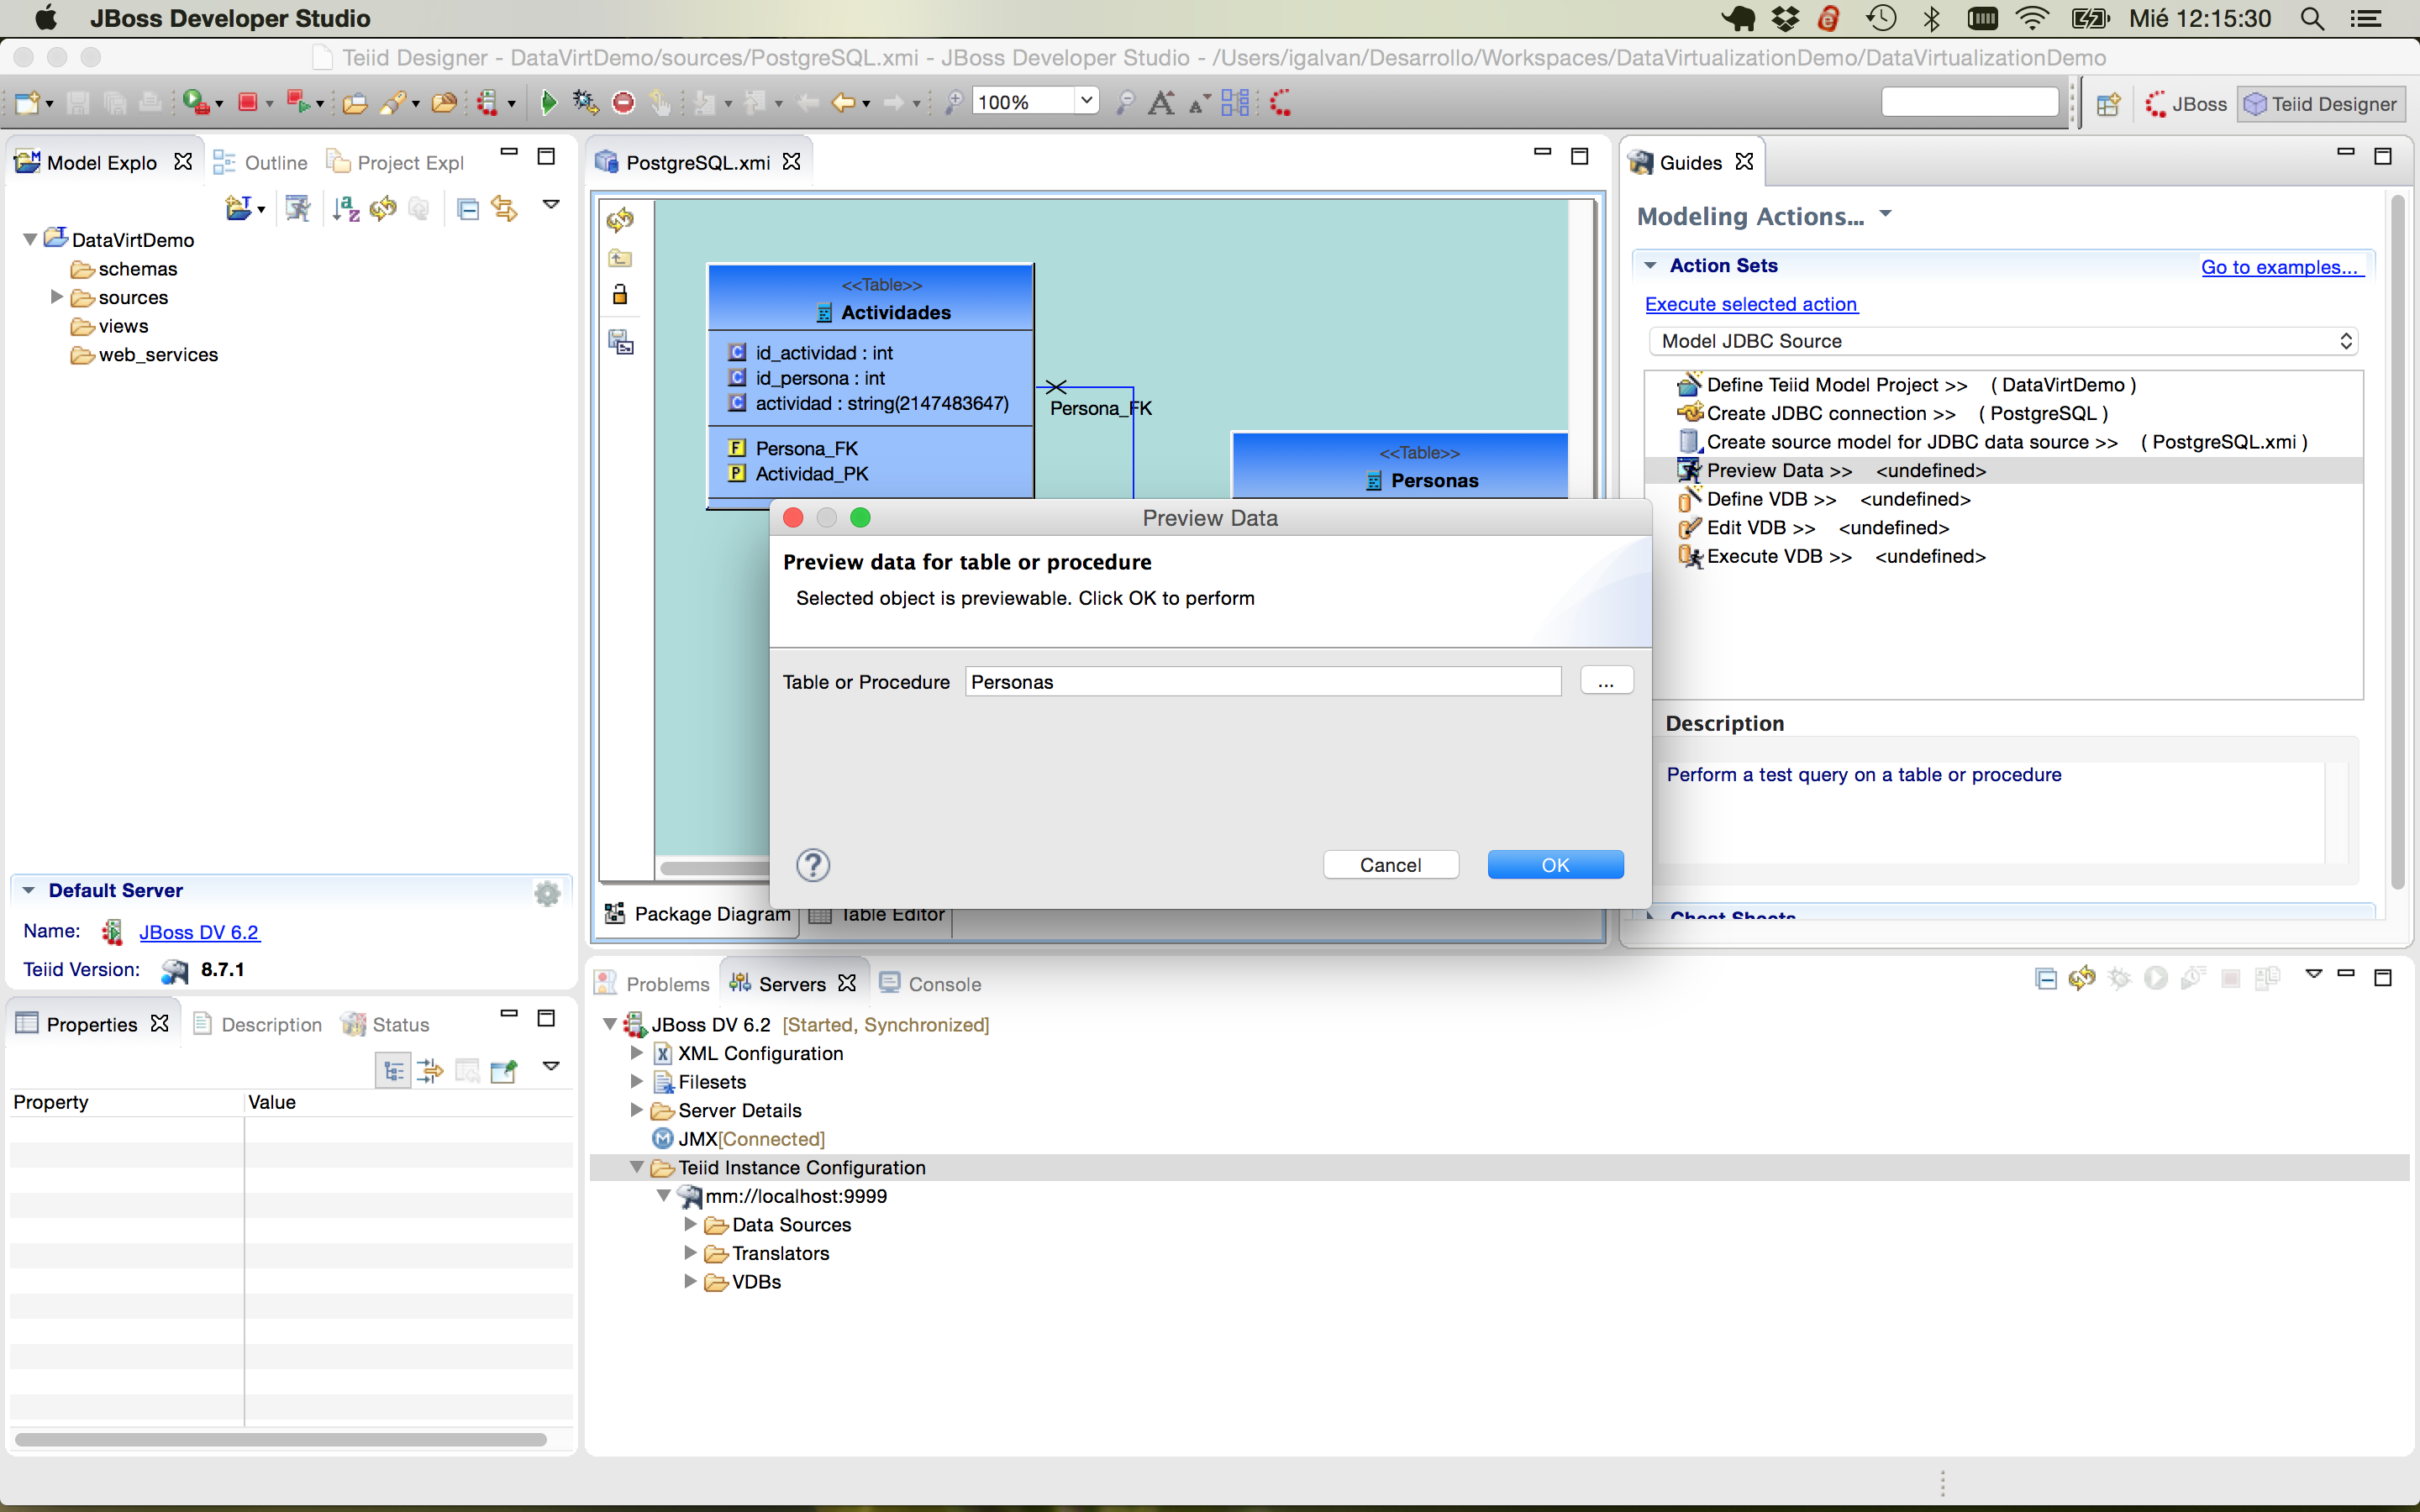 JBoss Developer Studio
Mié 12:15:30
Teiid Designer - DataVirtDemo/sources/PostgreSQL.xmi - JBoss Developer Studio - /Users/igalvan/Desarrollo/Workspaces/DataVirtualizationDemo/DataVirtualizationDemo
100%
JBoss
Teiid Designer
Model Explo
Outline
Project Expl
DataVirtDemo
schemas
sources
views
web_services
Default Server
Name: JBoss DV 6.2
Teiid Version: 8.7.1
Properties
Description
Status
Property Value
PostgreSQL.xmi
<<Table>>
Actividades
id_actividad : int
id_persona : int
actividad : string(2147483647)
Persona_FK
Actividad_PK
Persona_FK
<<Table>>
Personas
Preview Data
Preview data for table or procedure
Selected object is previewable. Click OK to perform
Table or Procedure Personas ...
Cancel OK
Package Diagram
Table Editor
Guides
Modeling Actions...
Action Sets
Go to examples...
Execute selected action
Model JDBC Source
Define Teiid Model Project >> ( DataVirtDemo )
Create JDBC connection >> ( PostgreSQL )
Create source model for JDBC data source >> ( PostgreSQL.xmi )
Preview Data >> <undefined>
Define VDB >> <undefined>
Edit VDB >> <undefined>
Execute VDB >> <undefined>
Description
Perform a test query on a table or procedure
Cheat Sheets
Problems
Servers
Console
JBoss DV 6.2 [Started, Synchronized]
XML Configuration
Filesets
Server Details
JMX[Connected]
Teiid Instance Configuration
mm://localhost:9999
Data Sources
Translators
VDBs